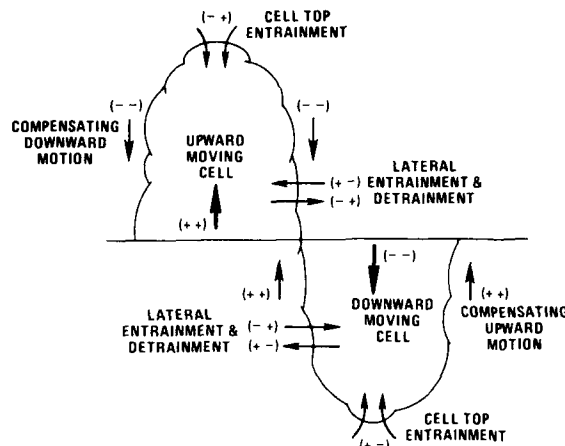 (– +) CELL TOP
ENTRAINMENT
(– –) (– –)
COMPENSATING
DOWNWARD
MOTION
UPWARD
MOVING
CELL
(+ +)
LATERAL
(+ –) ENTRAINMENT &
(– +) DETRAINMENT
(– –)
(+ +)
DOWNWARD
MOVING
CELL
(+ +)
COMPENSATING
UPWARD
MOTION
LATERAL
ENTRAINMENT & (– +)
DETRAINMENT (+ –)
CELL TOP
ENTRAINMENT
(+ –)